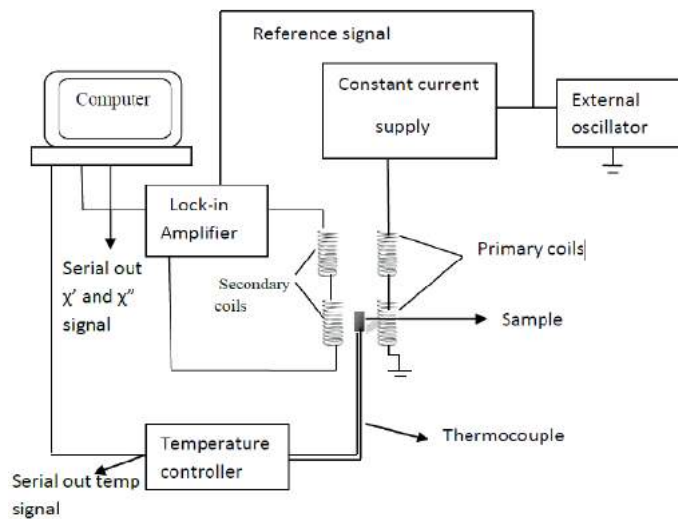 Reference signal
Computer
Constant current
supply
External
oscillator
Lock-in
Amplifier
Primary coils
Serial out
χ' and χ"
signal
Secondary
coils
Sample
Temperature
controller
Thermocouple
Serial out temp
signal